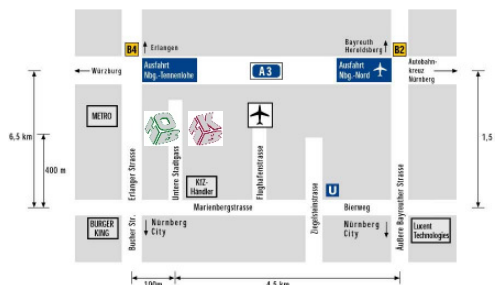 B4
Erlangen
Bayreuth
Heroldsberg
B2
Würzburg
Ausfahrt
Nbg.-Tennenlohe
A3
Ausfahrt
Nbg.-Nord
Autobahn-
kreuz
Nürnberg
METRO
6,5 km
400 m
1,5
Erlanger Strasse
Untere Stadtgass
Flughafenstrasse
Ziegelsteinstrasse
Äußere Bayreuther Strasse
KfZ-
Händler
U
Marienbergstrasse
Bierweg
BURGER
KING
Bucher Str.
Nürnberg
City
Nürnberg
City
Lucent
Technologies
100m
4,5 km